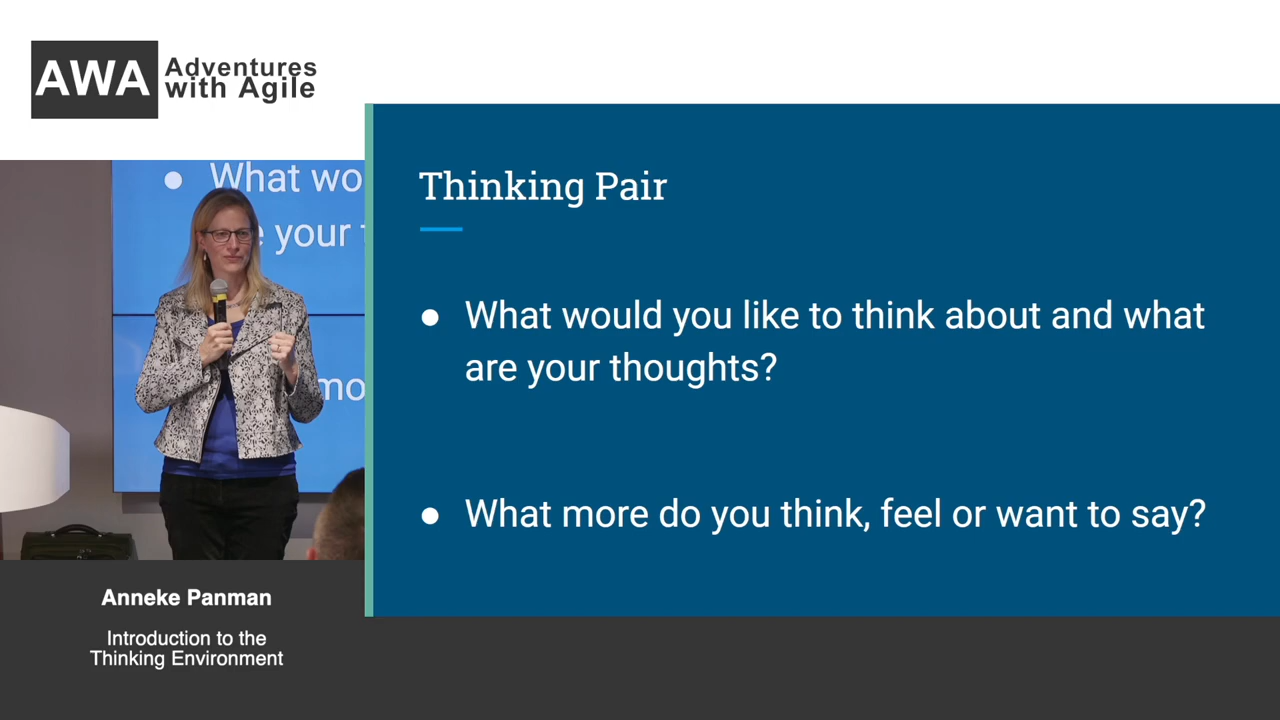 AWA Adventures
with Agile
What wo
your
mo
Thinking Pair
What would you like to think about and what
are your thoughts?
What more do you think, feel or want to say?
Anneke Panman
Introduction to the
Thinking Environment